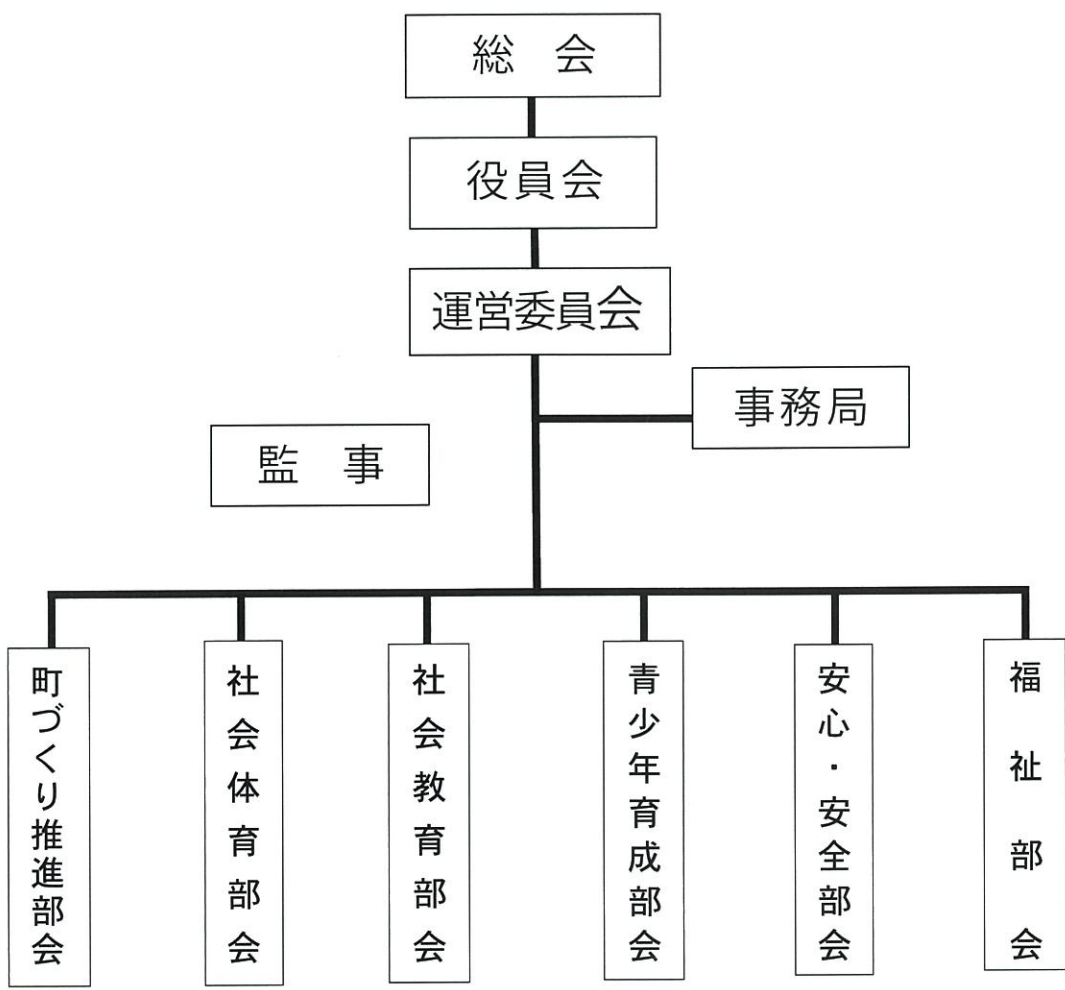 総　会
役員会
運営委員会
事務局
監　事
町づくり推進部会
社会体育部会
社会教育部会
青少年育成部会
安心・安全部会
福祉部会